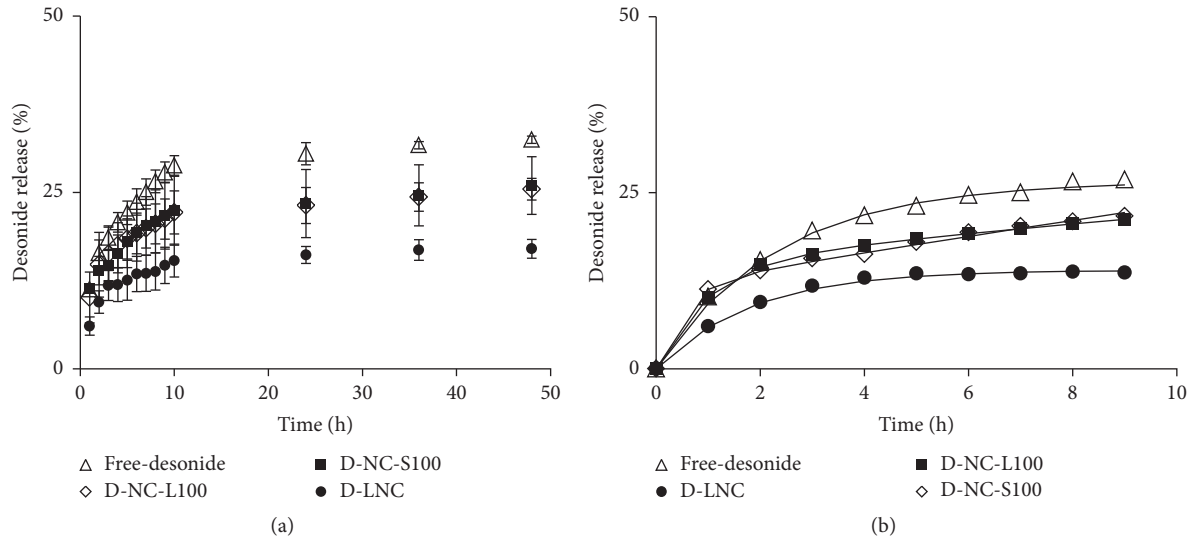 50
25
0
Desonide release (%)
0 10 20 30 40 50
Time (h)
Free-desonide
D-NC-L100
D-NC-S100
D-LNC
(a)
50
25
0
Desonide release (%)
0 2 4 6 8 10
Time (h)
Free-desonide
D-LNC
D-NC-L100
D-NC-S100
(b)